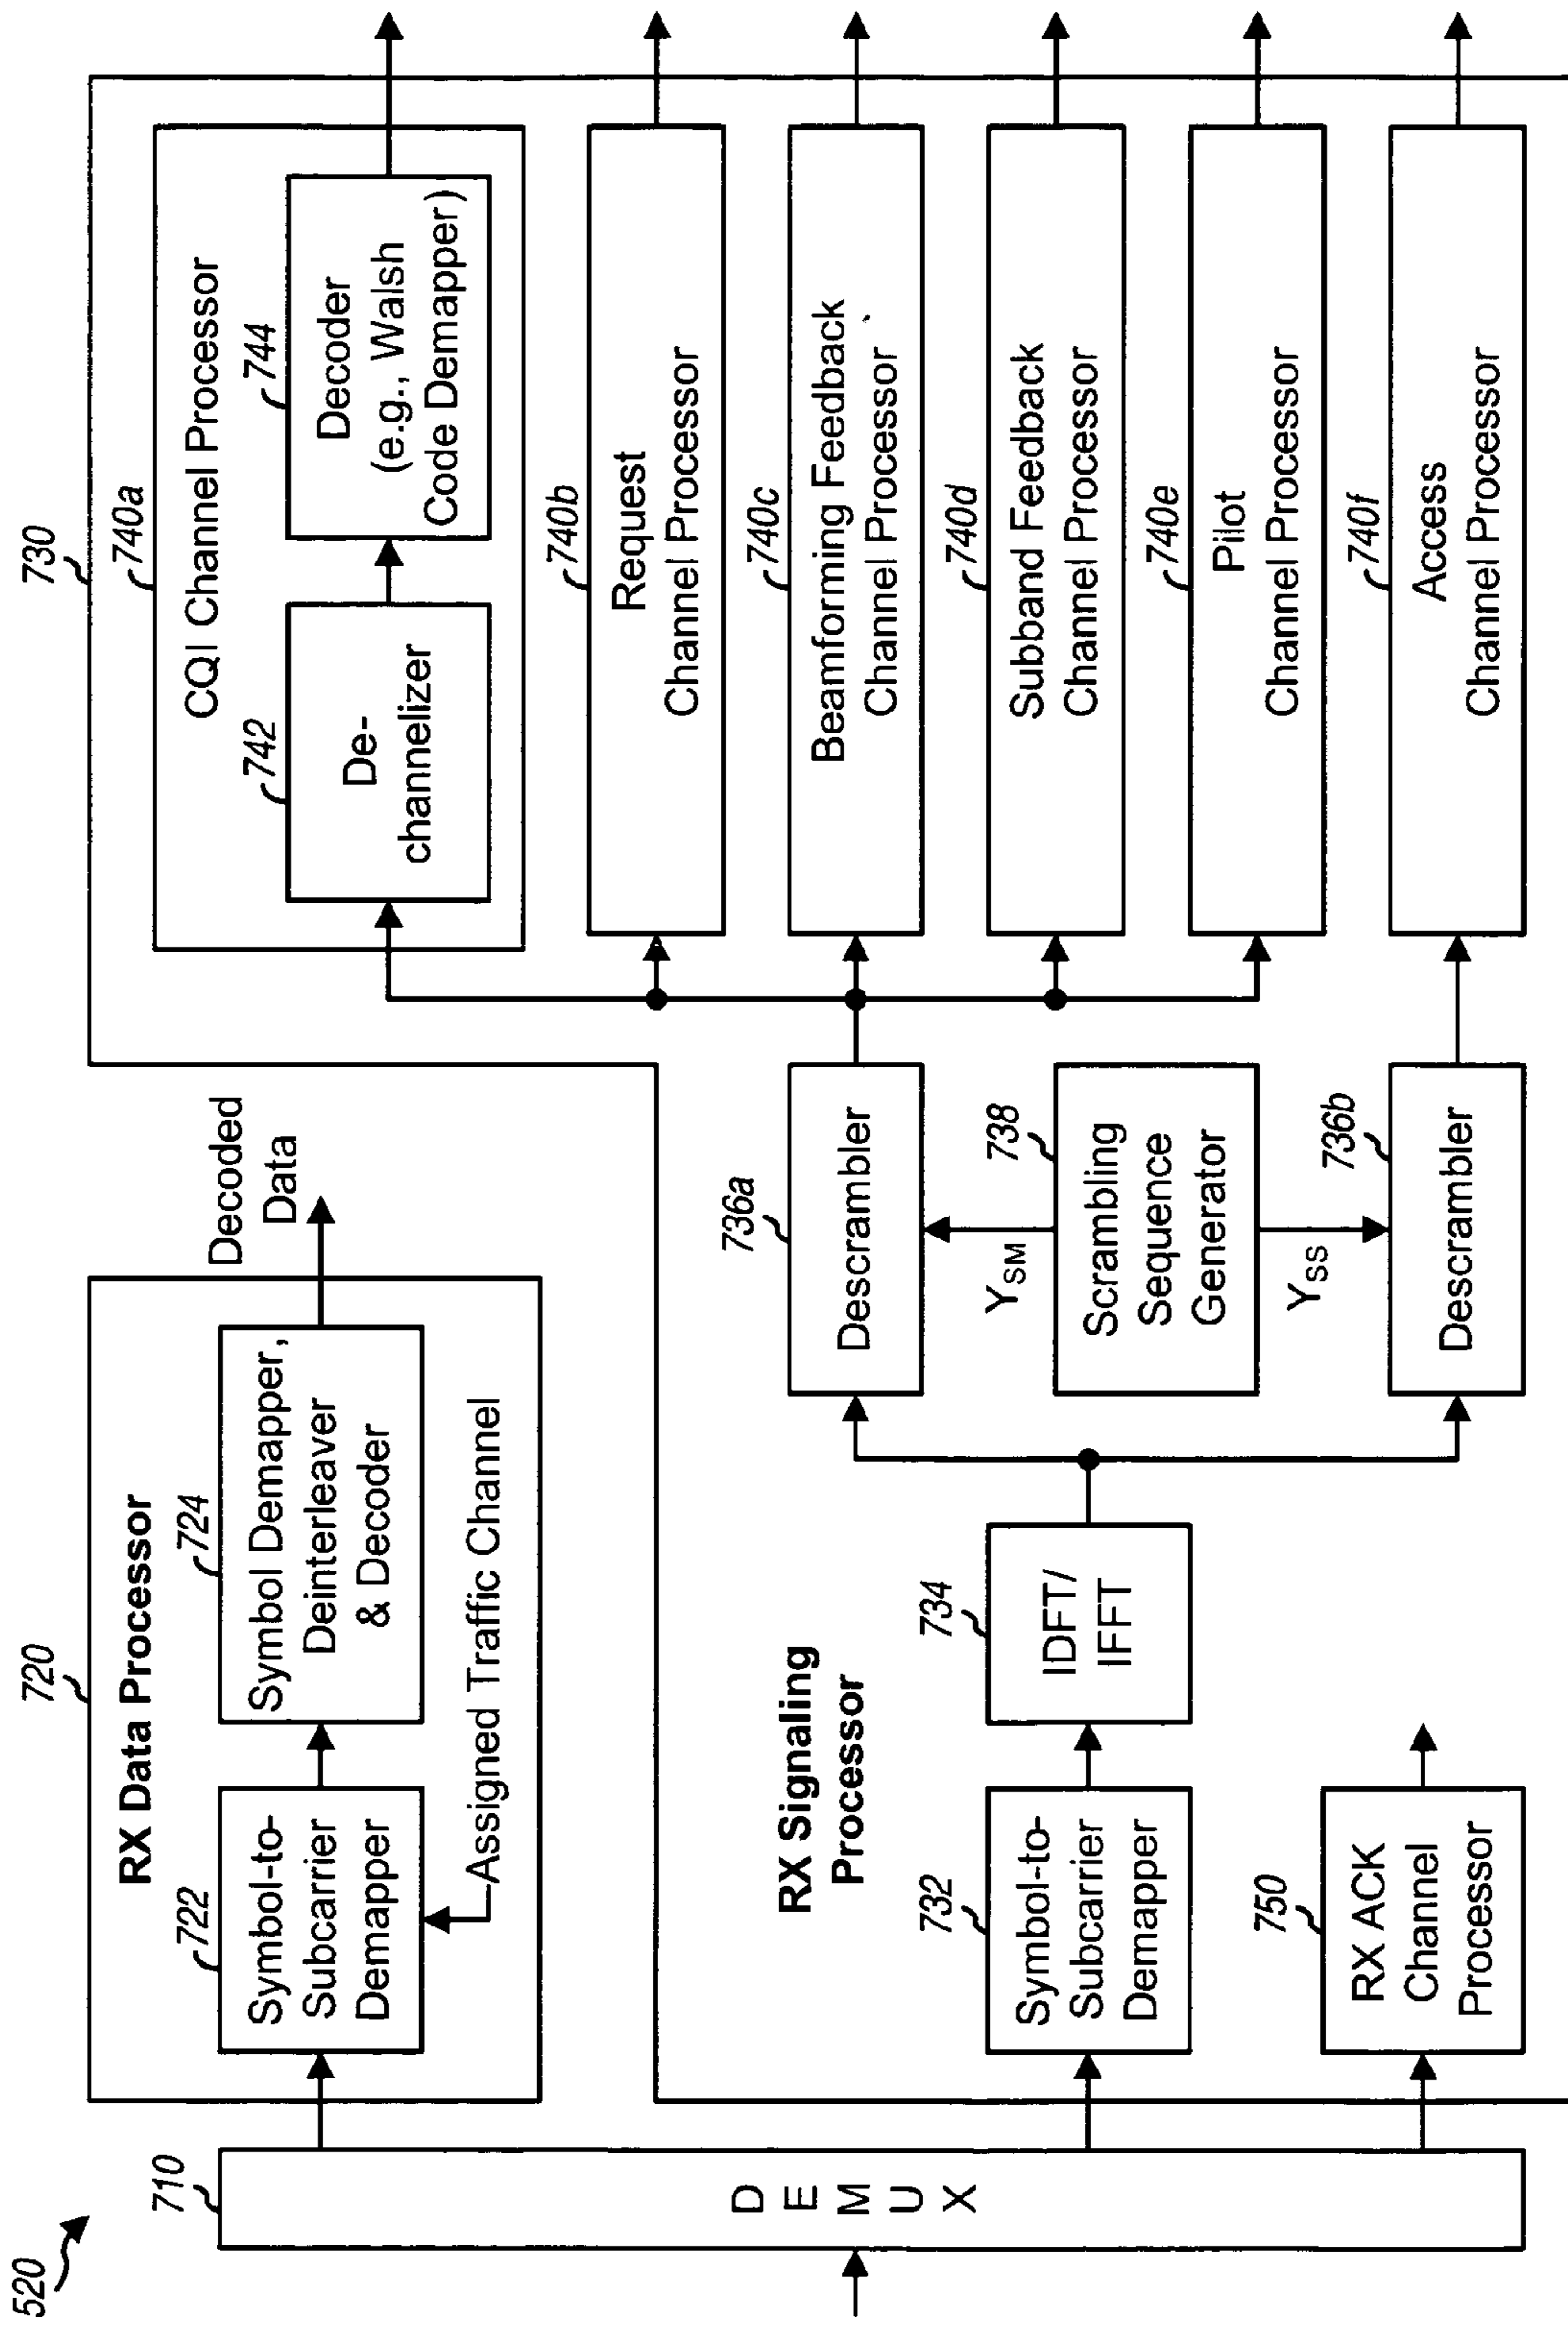 520
710
D
E
M
U
X
720
RX Data Processor
722
Symbol-to-
Subcarrier
Demapper
724
Symbol Demapper,
Deinterleaver
& Decoder
Assigned Traffic Channel
Decoded
Data
730
RX Signaling
Processor
732
Symbol-to-
Subcarrier
Demapper
734
IDFT/
IFFT
750
RX ACK
Channel
Processor
736a
Descrambler
YSM
738
Scrambling
Sequence
Generator
YSS
736b
Descrambler
740a
CQI Channel Processor
742
De-
channelizer
744
Decoder
(e.g., Walsh
Code Demapper)
740b
Request
Channel Processor
740c
Beamforming Feedback
Channel Processor
740d
Subband Feedback
Channel Processor
740e
Pilot
Channel Processor
740f
Access
Channel Processor